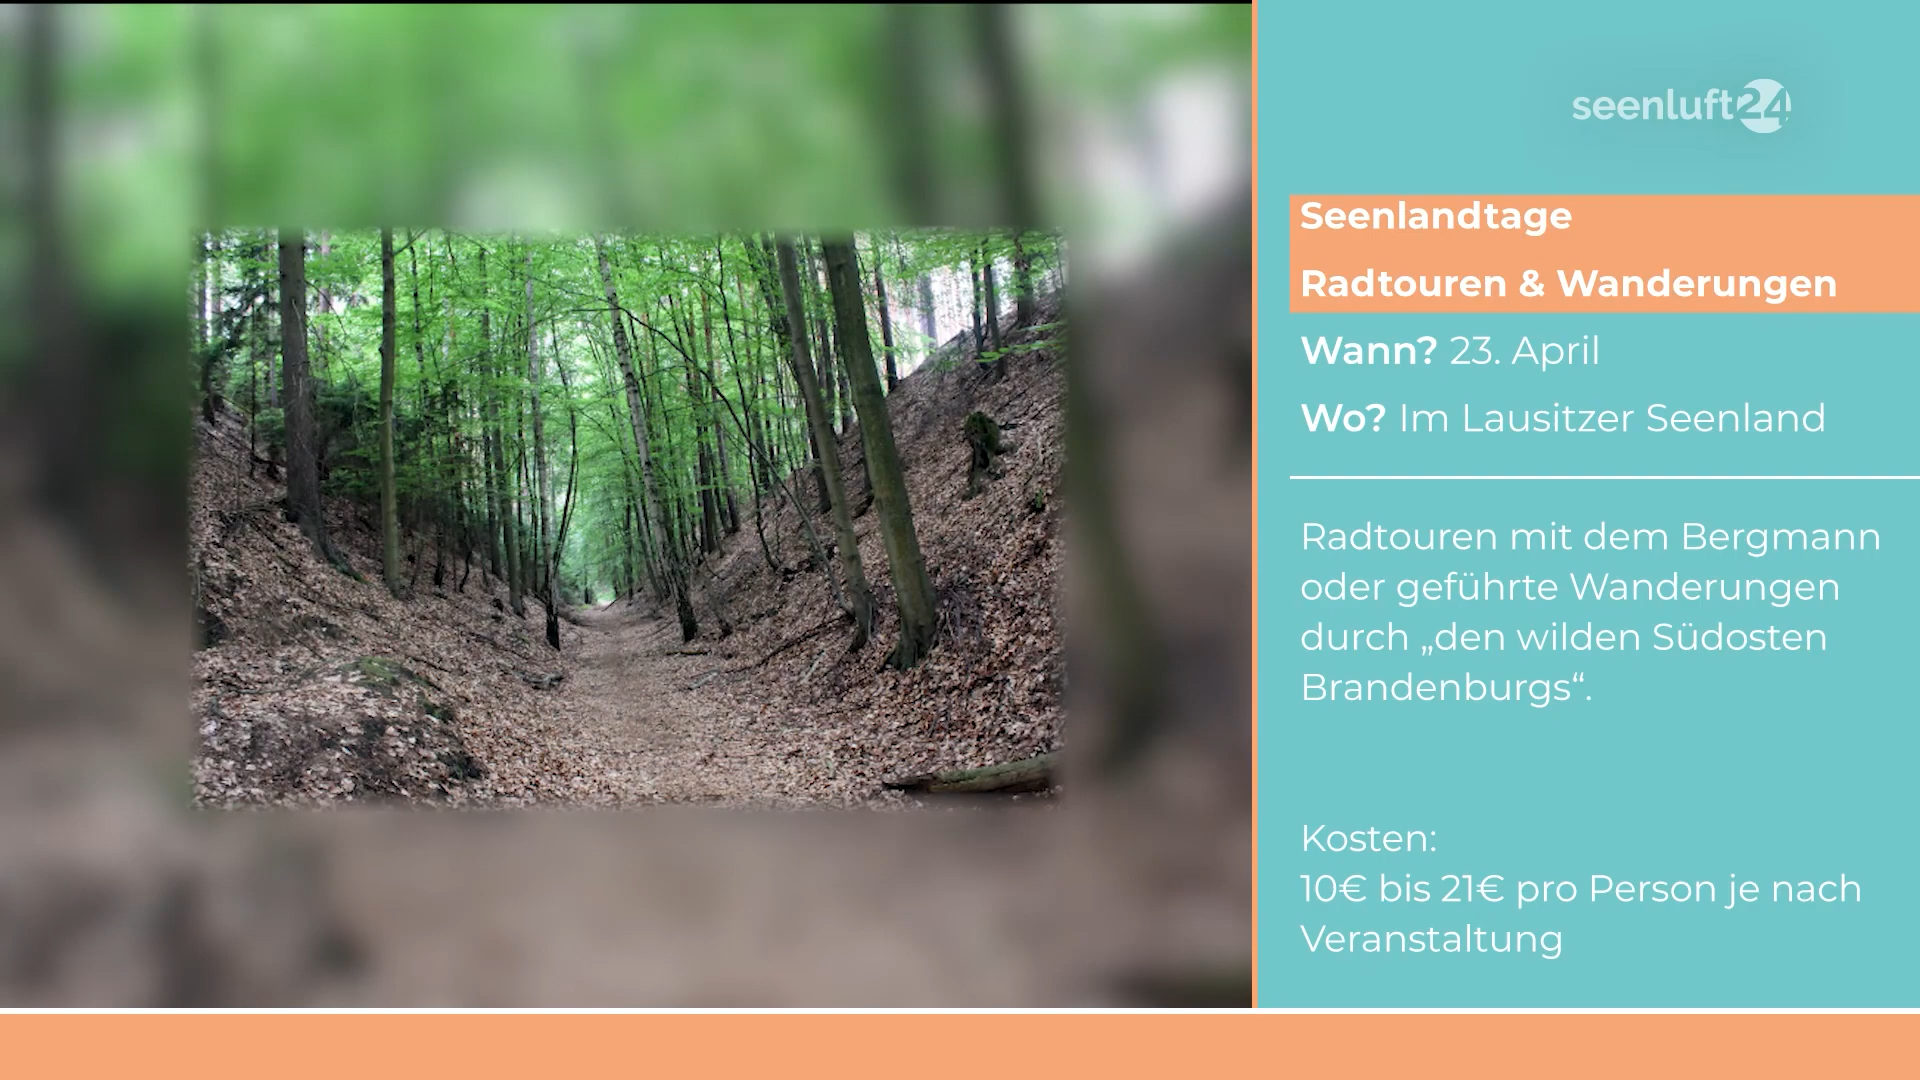 seenluft24
Seenlandtage
Radtouren & Wanderungen
Wann? 23. April
Wo? Im Lausitzer Seenland
Radtouren mit dem Bergmann
oder geführte Wanderungen
durch „den wilden Südosten
Brandenburgs“.
Kosten:
10€ bis 21€ pro Person je nach
Veranstaltung